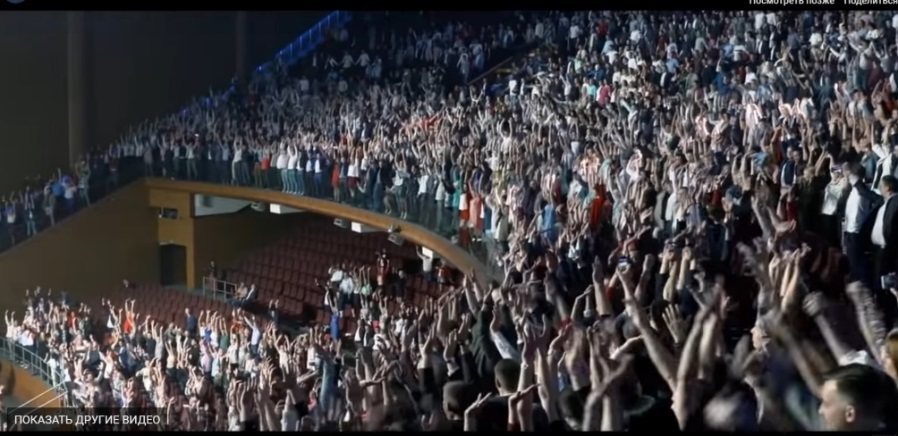 Посмотреть позже Поделиться
ПОКАЗАТЬ ДРУГИЕ ВИДЕО